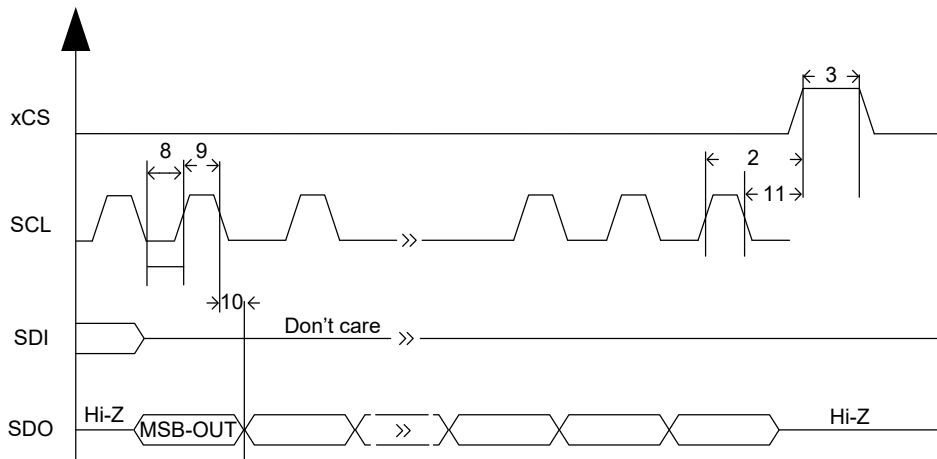 3
xCS
8 9
2
11
SCL
10
Don't care
SDI
»
»
Hi-Z MSB-OUT » Hi-Z
SDO